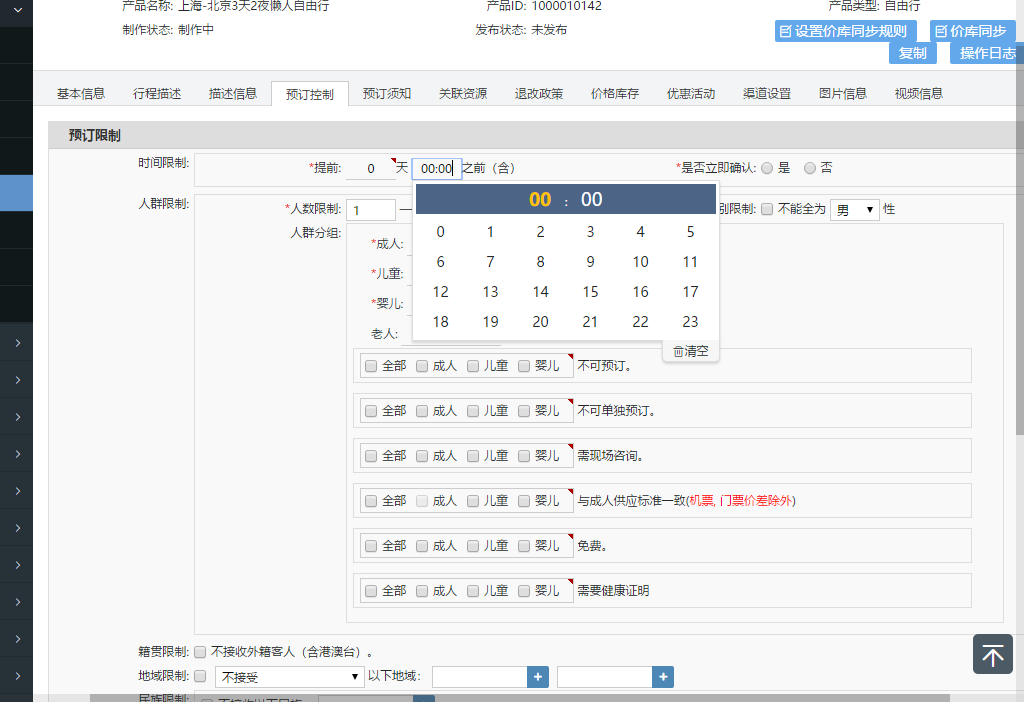 产品名称: 上海-北京3天2夜懒人自由行 产品ID: 1000010142 产品类型: 自由行
制作状态: 制作中 发布状态: 未发布 设置价库同步规则 价库同步
复制 操作日志
基本信息 行程描述 描述信息 预订控制 预订须知 关联资源 退改政策 价格库存 优惠活动 渠道设置 图片信息 视频信息
预订限制
时间限制: *提前: 0 天 00:00 之前（含） *是否立即确认: 是 否
人群限制: *人数限制: 1 — 别限制: 不能全为 男 性
00 : 00
人群分组:
0 1 2 3 4 5
*成人:
6 7 8 9 10 11
*儿童:
12 13 14 15 16 17
*婴儿:
18 19 20 21 22 23
老人:
清空
全部 成人 儿童 婴儿 不可预订。
全部 成人 儿童 婴儿 不可单独预订。
全部 成人 儿童 婴儿 需现场咨询。
全部 成人 儿童 婴儿 与成人供应标准一致(机票, 门票价差除外)
全部 成人 儿童 婴儿 免费。
全部 成人 儿童 婴儿 需要健康证明
籍贯限制: 不接收外籍客人（含港澳台）。
地域限制: 不接受 以下地域: + +
民族限制: 不接收以下民族